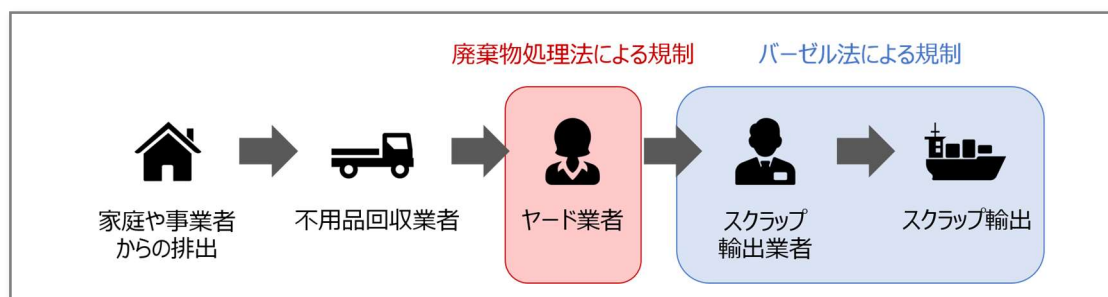 廃棄物処理法による規制
バーゼル法による規制
家庭や事業者
からの排出
不用品回収業者
ヤード業者
スクラップ
輸出業者
スクラップ輸出